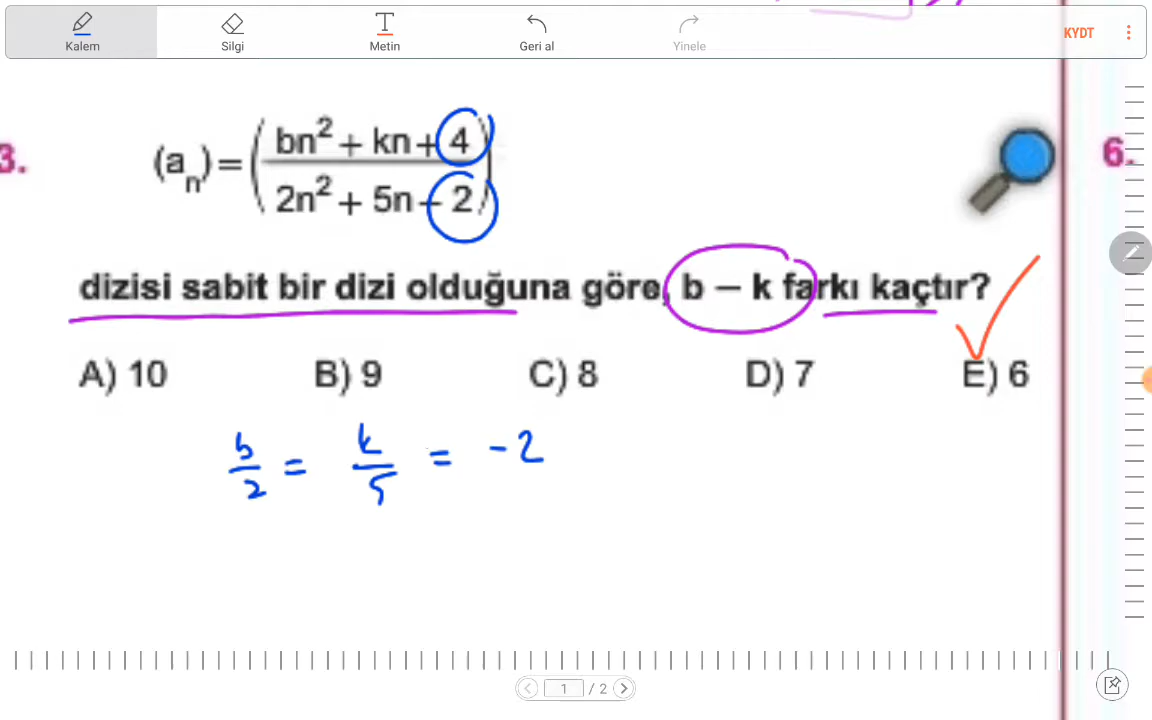 Kalem Silgi Metin Geri al Yinele KYDT
3. (a_n) = ( bn² + kn + 4 / 2n² + 5n - 2 ) 6.
dizisi sabit bir dizi olduğuna göre, b – k farkı kaçtır?
A) 10 B) 9 C) 8 D) 7 E) 6
b/2 = k/5 = -2
1 / 2